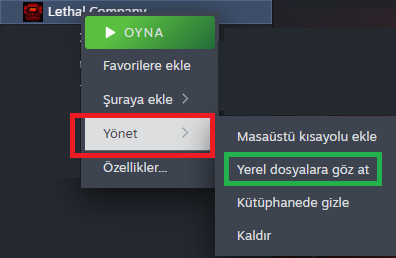 Lethal Company
OYNA
Favorilere ekle
Şuraya ekle
Yönet
Özellikler...
Masaüstü kısayolu ekle
Yerel dosyalara göz at
Kütüphanede gizle
Kaldır